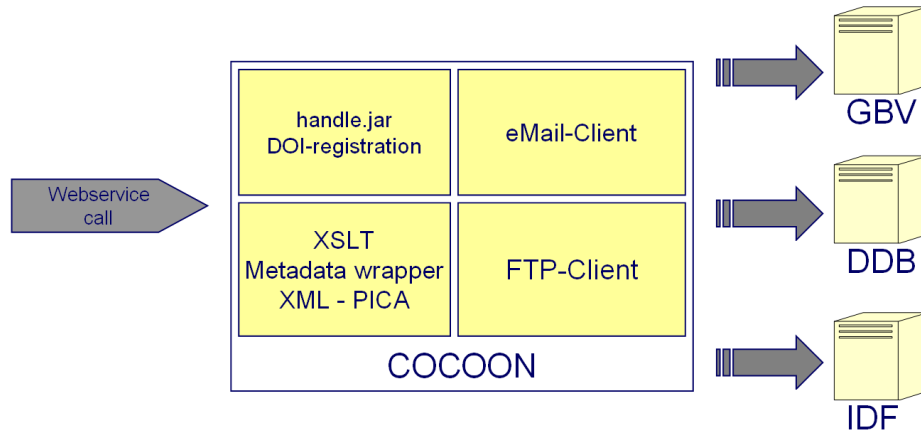 Webservice
call
handle.jar
DOI-registration
eMail-Client
XSLT
Metadata wrapper
XML - PICA
FTP-Client
COCOON
GBV
DDB
IDF